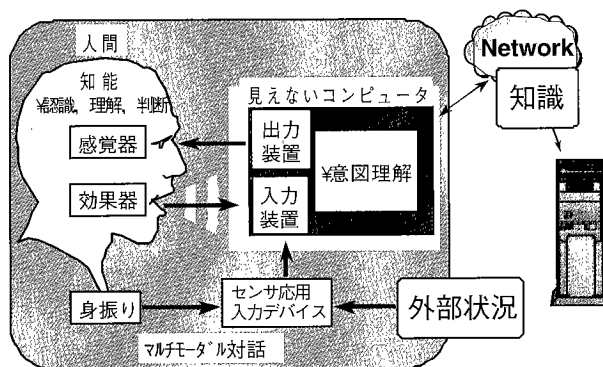 人間
知能
¥認識, 理解, 判断
感覚器
効果器
身振り
見えないコンピュータ
出力
装置
¥意図理解
入力
装置
センサ応用
入力デバイス
マルチモーダル対話
Network
知識
外部状況